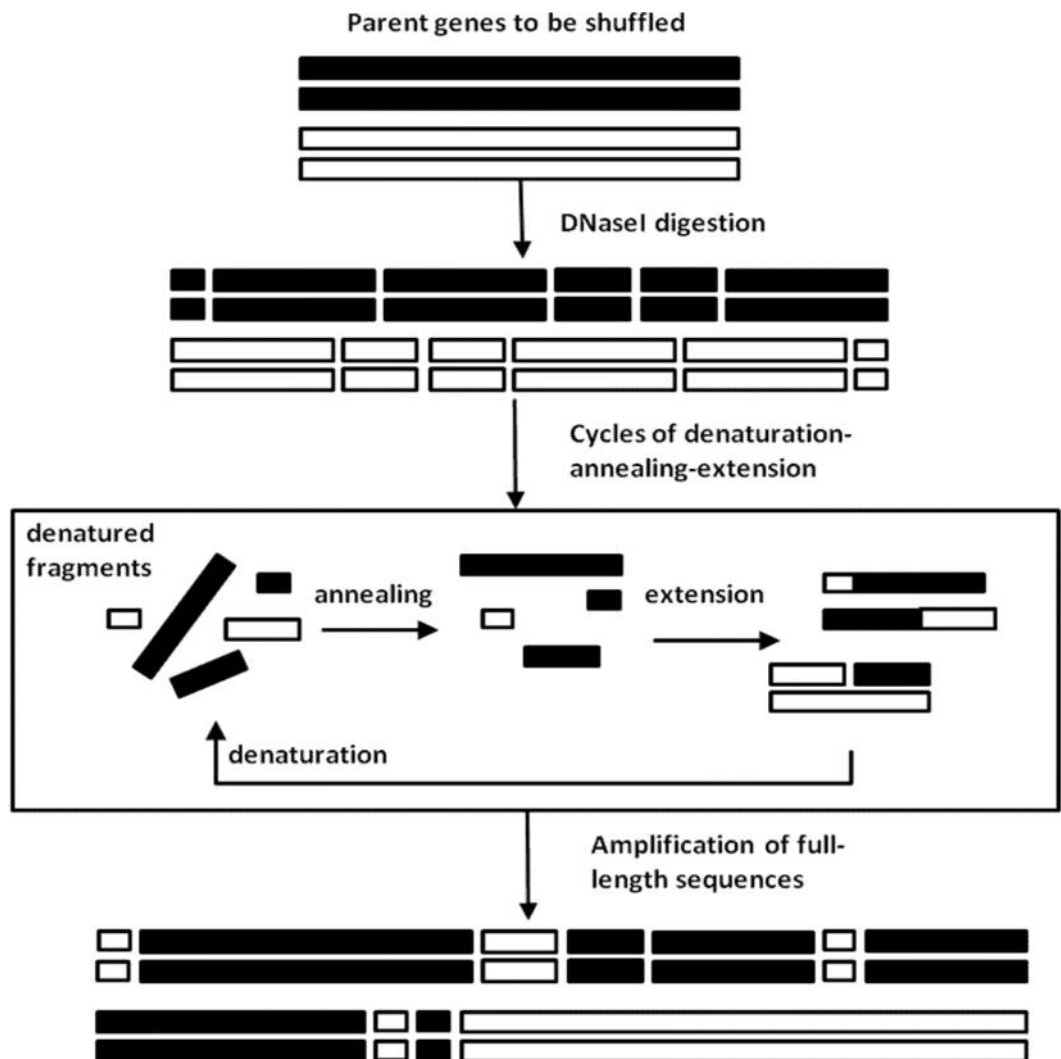 Parent genes to be shuffled
DNaseI digestion
Cycles of denaturation-
annealing-extension
denatured
fragments
annealing
extension
denaturation
Amplification of full-
length sequences